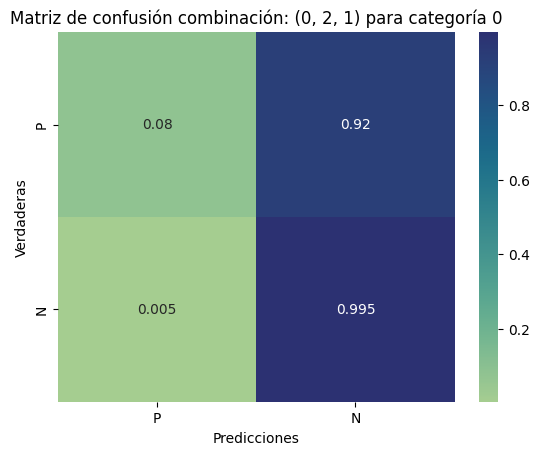 Matriz de confusión combinación: (0, 2, 1) para categoría 0
Verdaderas
P
0.08
0.92
N
0.005
0.995
P
N
Predicciones
0.8
0.6
0.4
0.2